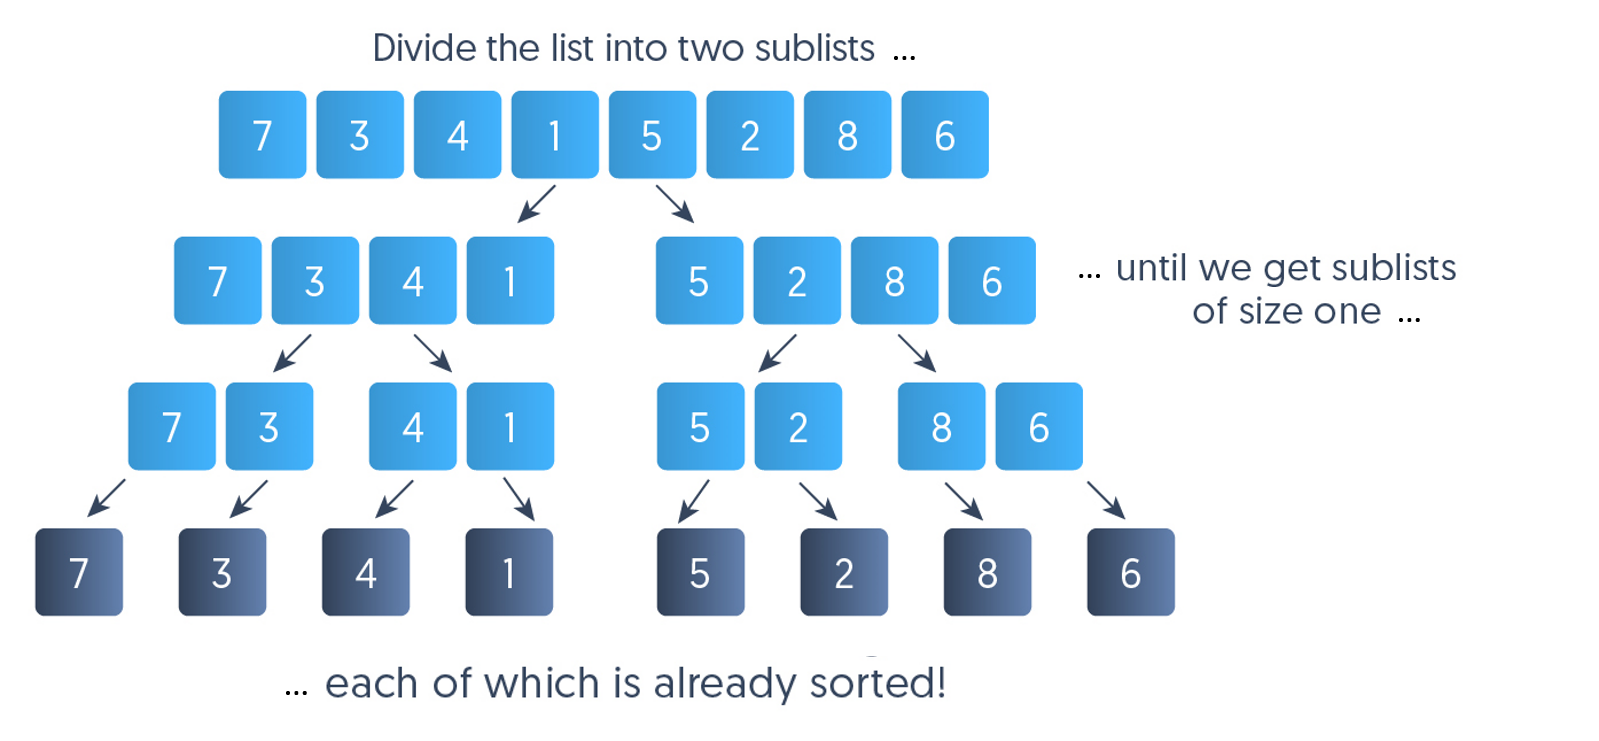 Divide the list into two sublists ...
7 3 4 1 5 2 8 6
7 3 4 1 5 2 8 6
... until we get sublists
of size one ...
7 3 4 1 5 2 8 6
7 3 4 1 5 2 8 6
... each of which is already sorted!